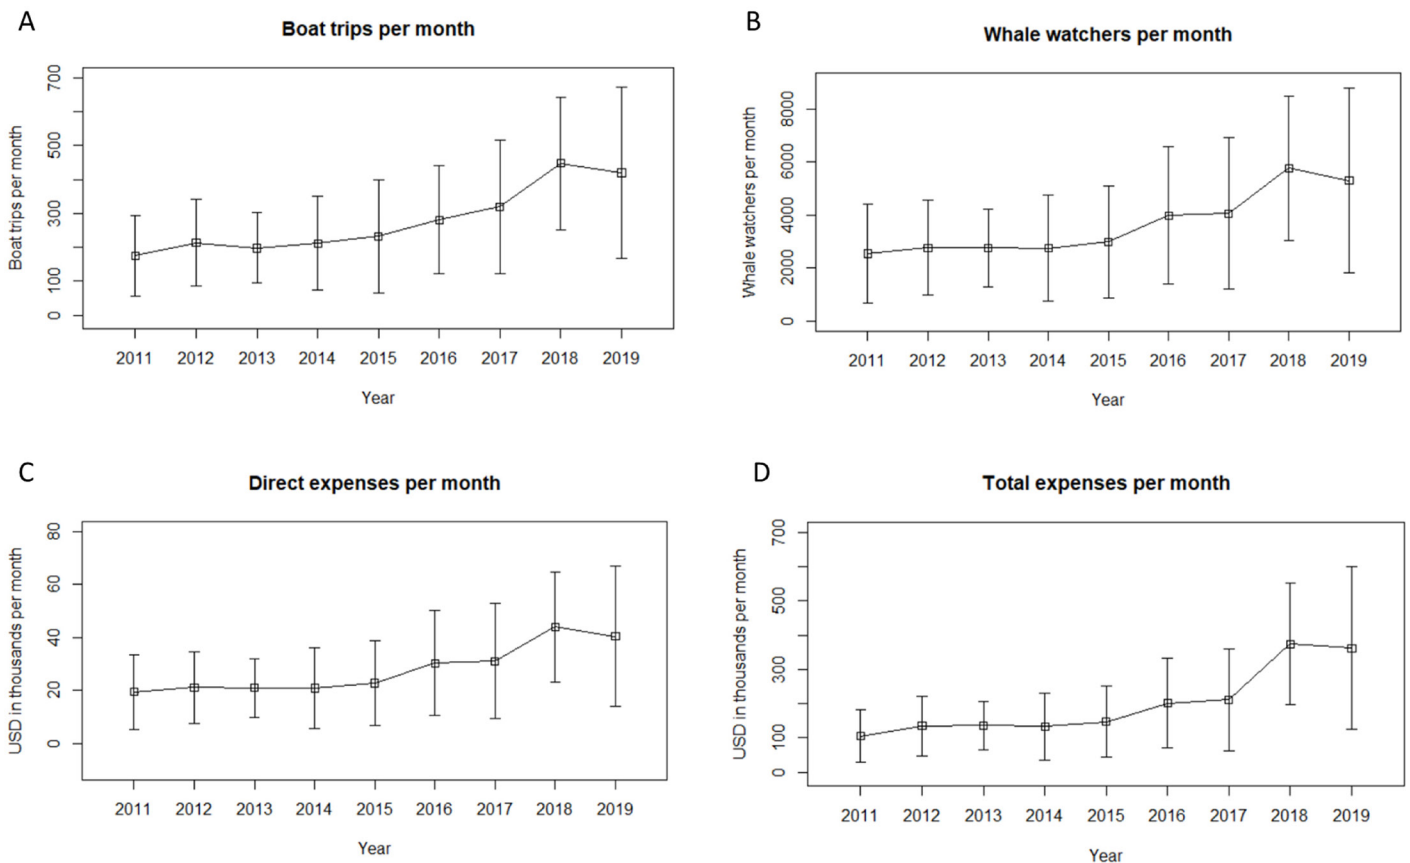 A
Boat trips per month
Boat trips per month
700
500
300
100
0
2011 2012 2013 2014 2015 2016 2017 2018 2019
Year
B
Whale watchers per month
Whale watchers per month
8000
6000
4000
2000
0
2011 2012 2013 2014 2015 2016 2017 2018 2019
Year
C
Direct expenses per month
USD in thousands per month
80
60
40
20
0
2011 2012 2013 2014 2015 2016 2017 2018 2019
Year
D
Total expenses per month
USD in thousands per month
700
500
300
100
0
2011 2012 2013 2014 2015 2016 2017 2018 2019
Year